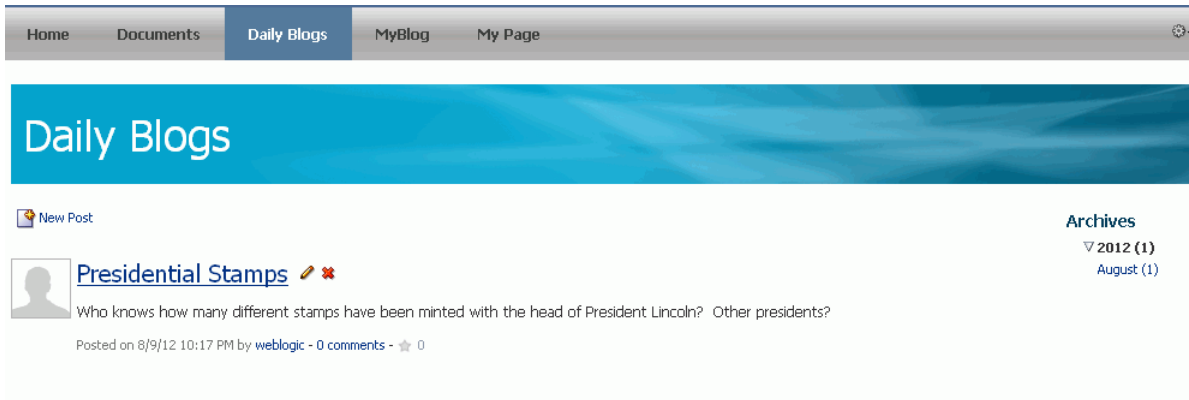 Home Documents Daily Blogs MyBlog My Page
Daily Blogs
New Post
Archives
2012 (1)
August (1)
Presidential Stamps
Who knows how many different stamps have been minted with the head of President Lincoln?  Other presidents?
Posted on 8/9/12 10:17 PM by weblogic - 0 comments - 0